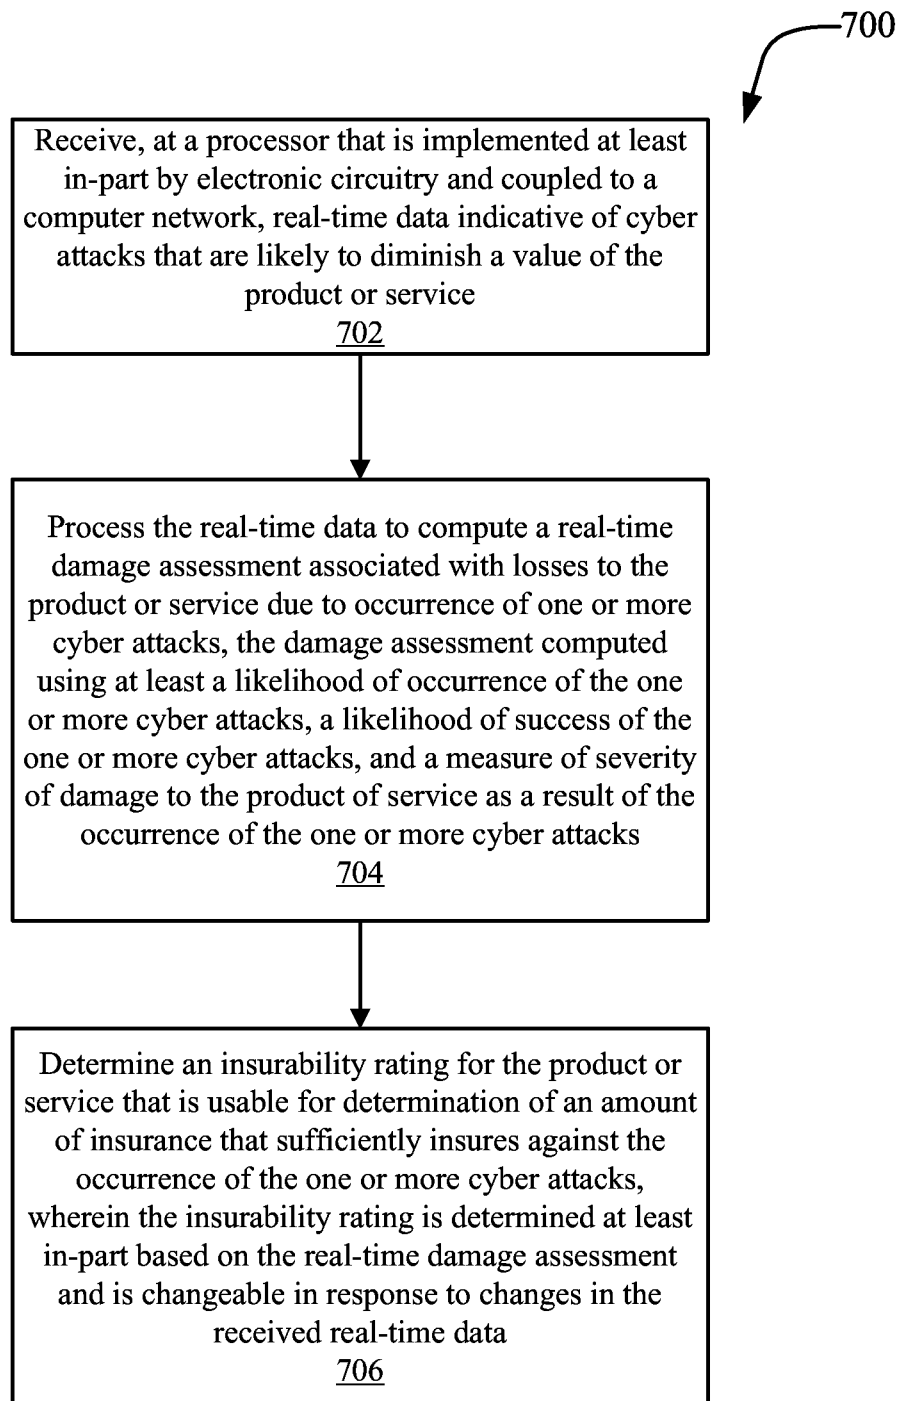 700
Receive, at a processor that is implemented at least
in-part by electronic circuitry and coupled to a
computer network, real-time data indicative of cyber
attacks that are likely to diminish a value of the
product or service
702
Process the real-time data to compute a real-time
damage assessment associated with losses to the
product or service due to occurrence of one or more
cyber attacks, the damage assessment computed
using at least a likelihood of occurrence of the one
or more cyber attacks, a likelihood of success of the
one or more cyber attacks, and a measure of severity
of damage to the product of service as a result of the
occurrence of the one or more cyber attacks
704
Determine an insurability rating for the product or
service that is usable for determination of an amount
of insurance that sufficiently insures against the
occurrence of the one or more cyber attacks,
wherein the insurability rating is determined at least
in-part based on the real-time damage assessment
and is changeable in response to changes in the
received real-time data
706